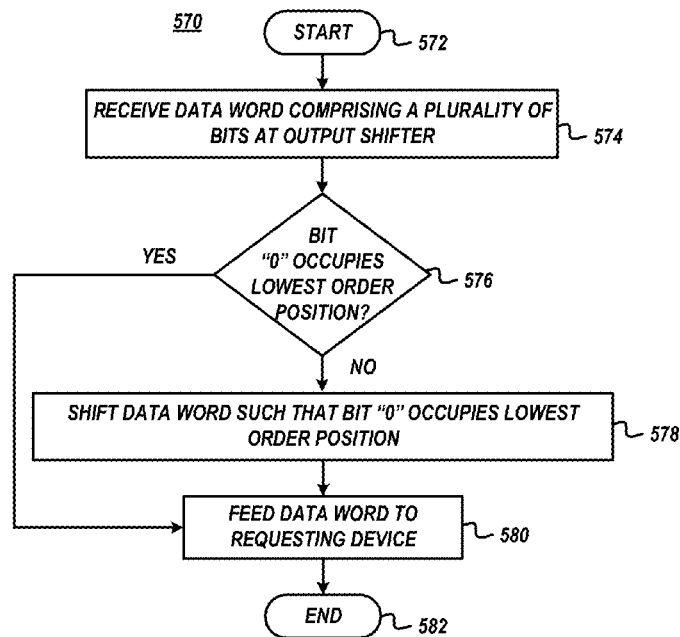 570
START
572
RECEIVE DATA WORD COMPRISING A PLURALITY OF
BITS AT OUTPUT SHIFTER
574
BIT
"0" OCCUPIES
LOWEST ORDER
POSITION?
576
YES
NO
SHIFT DATA WORD SUCH THAT BIT "0" OCCUPIES LOWEST
ORDER POSITION
578
FEED DATA WORD TO
REQUESTING DEVICE
580
END
582